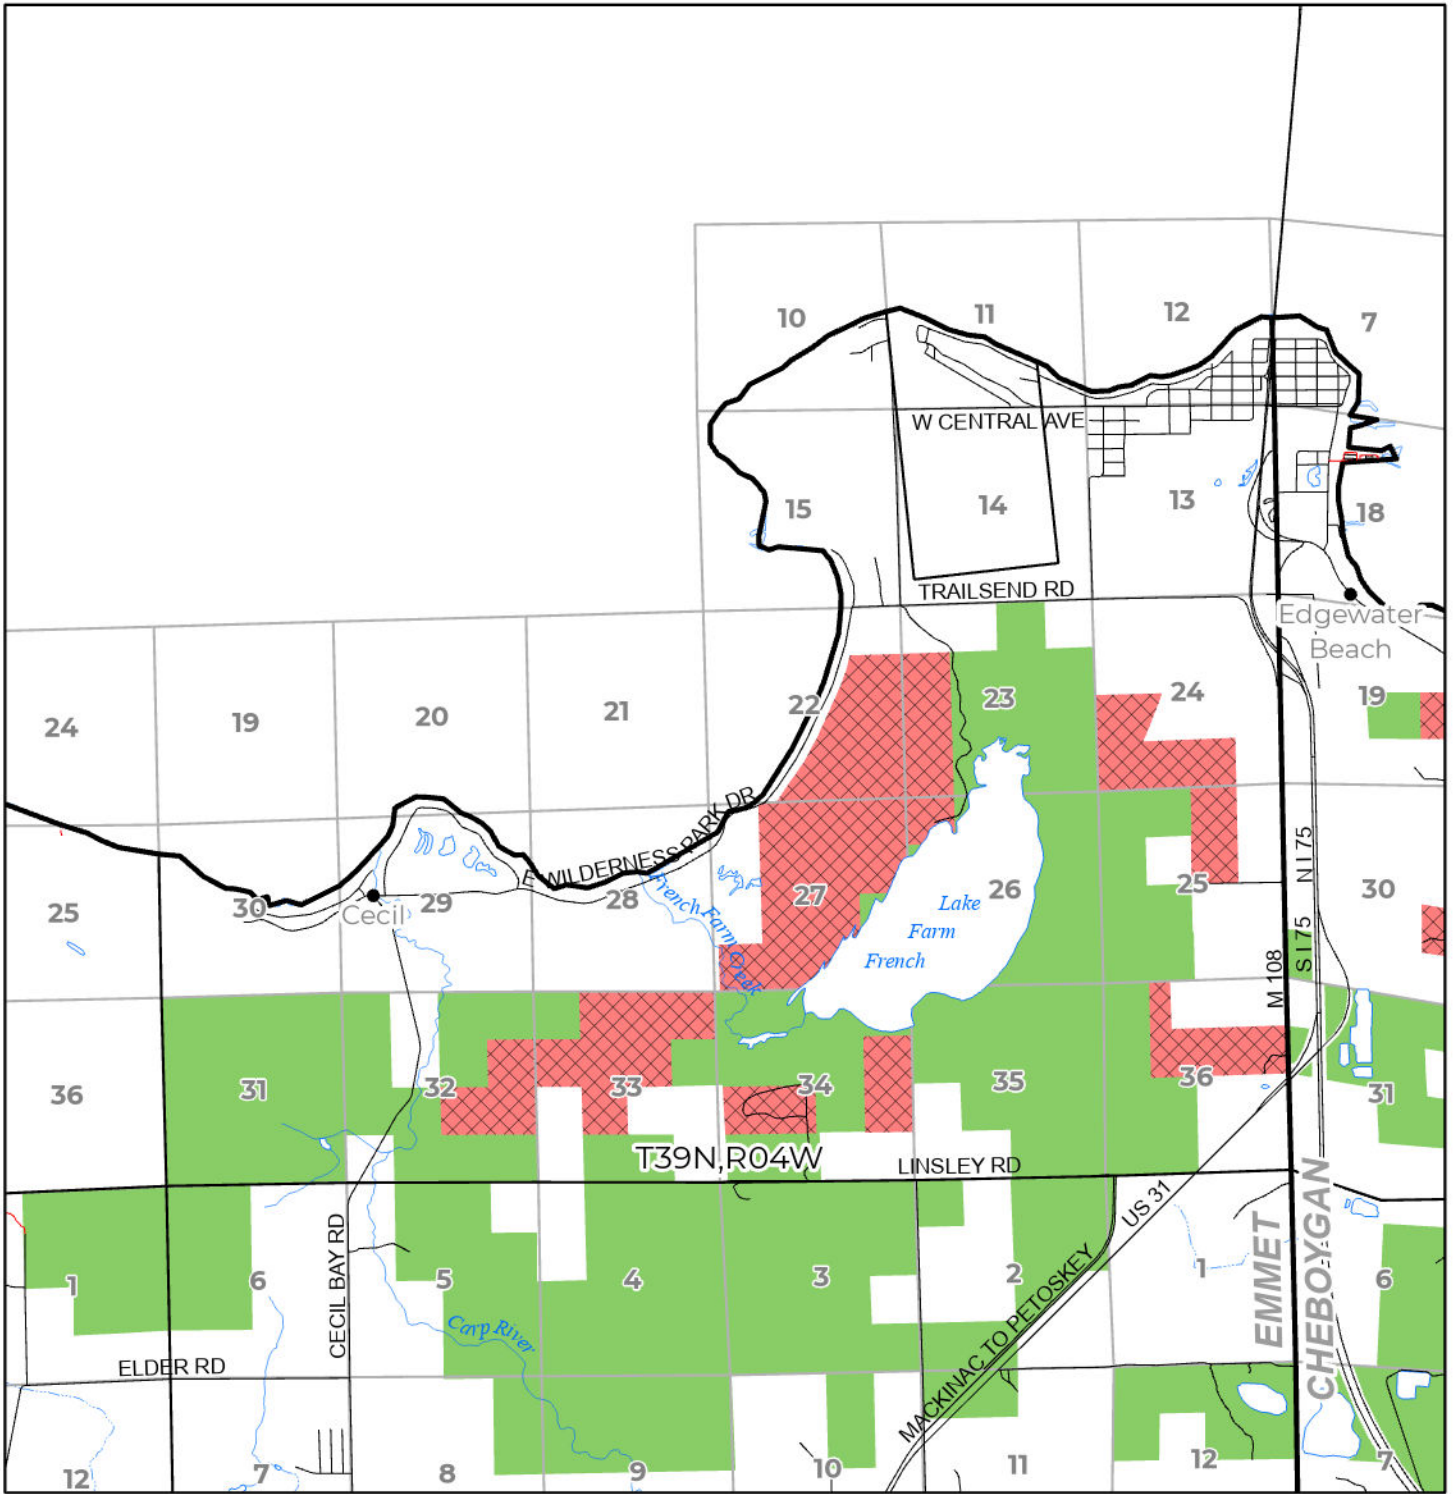 10
11
12
7
W CENTRAL AVE
15
14
13
18
TRAILSEND RD
Edgewater
Beach
24
19
20
21
22
23
24
19
E WILDERNESS PARK DR
25
30
Cecil
29
28
French Farm Creek
27
Lake
Farm
French
26
25
N I 75
S I 75
M 108
30
36
31
32
33
34
35
36
31
T39N,R04W
LINSLEY RD
US 31
1
6
CECIL BAY RD
5
4
3
2
1
EMMET
CHEBOYGAN
6
Carp River
MACKINAC TO PETOSKEY
ELDER RD
12
7
8
9
10
11
12
7